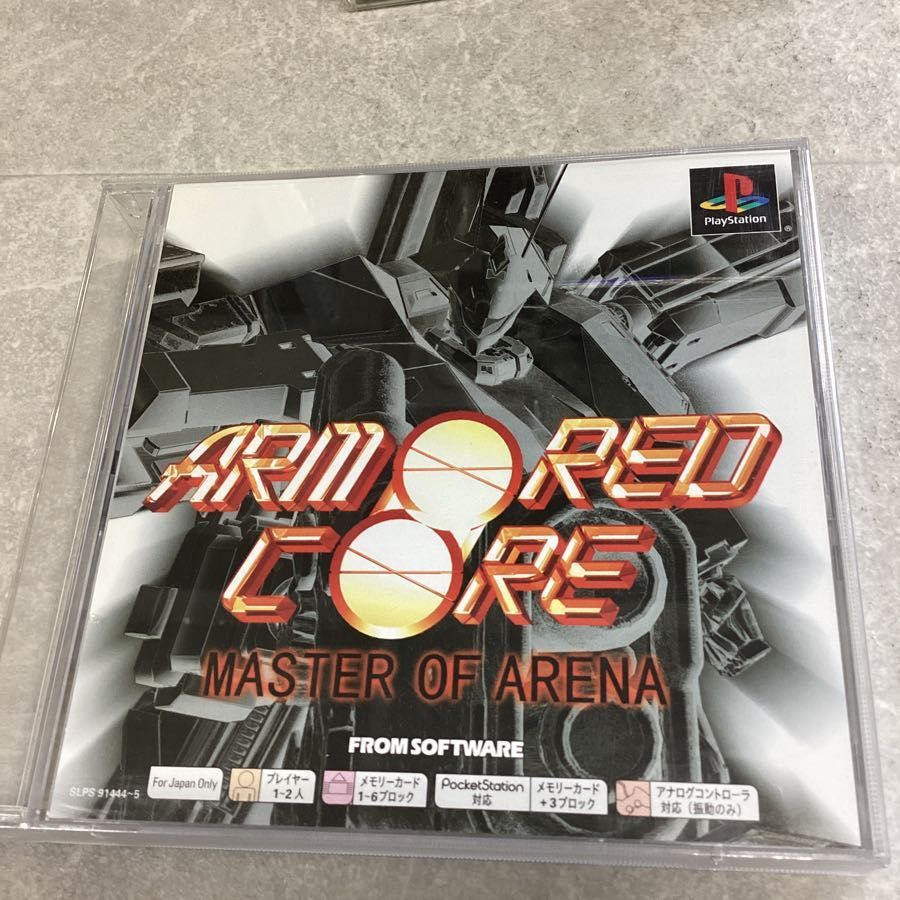 PlayStation
®
ARMORED
CORE
MASTER OF ARENA
FROMSOFTWARE
SLPS 91444~5
For Japan Only
プレイヤー
1~2人
メモリーカード
1~6ブロック
PocketStation
対応
メモリーカード
+3ブロック
アナログコントローラ
対応(振動のみ)